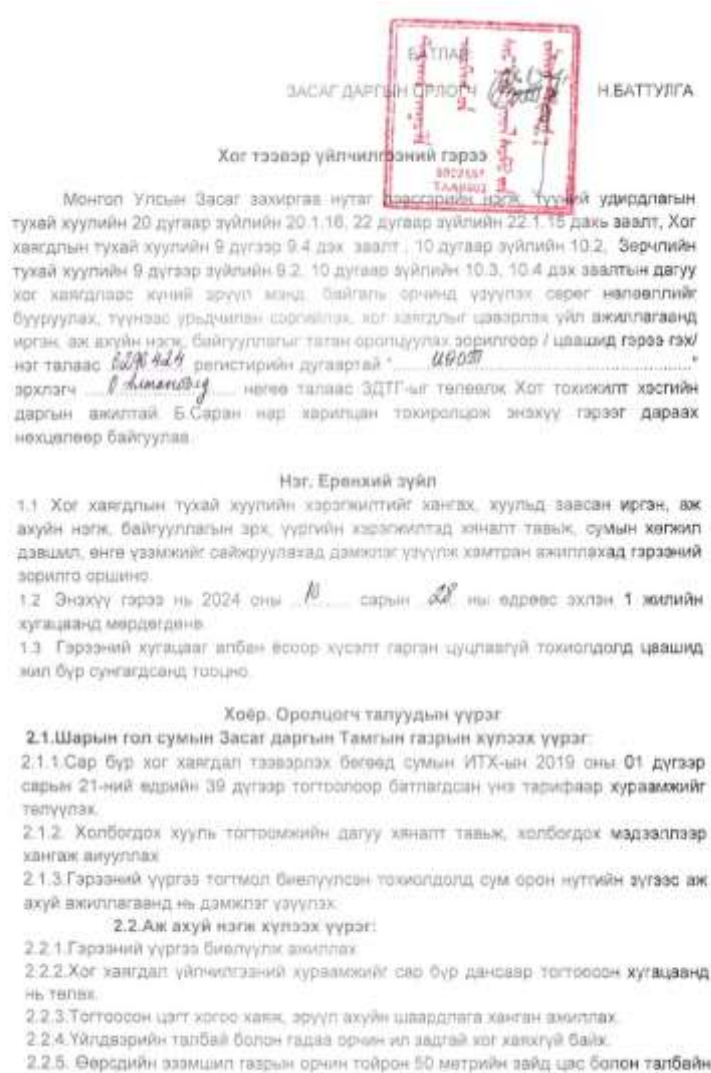 БАТЛАВ
ЗАСАГ ДАРГЫН ОРЛОГЧ Н.БАТТУЛГА
Хог тээвэр үйлчилгээний гэрээ
Монгол Улсын Засаг захиргаа нутаг дэвсгэрийн нэгж, түүний удирдлагын
тухай хуулийн 20 дугаар зүйлийн 20.1.16, 22 дугаар зүйлийн 22.1.15 дахь заалт, Хог
хаягдлын тухай хуулийн 9 дүгээр 9.4 дэх заалт , 10 дугаар зүйлийн 10.2, Зөрчлийн
тухай хуулийн 9 дүгээр зүйлийн 9.2, 10 дугаар зүйлийн 10.3, 10.4 дэх заалтын дагуу
хог хаягдлаас хүний эрүүл мэнд, байгаль орчинд үзүүлэх сөрөг нөлөөллийг
бууруулах, түүнээс урьдчилан сэргийлэх, хог хаягдлыг цэвэрлэх үйл ажиллагаанд
иргэн, аж ахуйн нэгж, байгууллагыг татан оролцуулах зорилгоор / цаашид гэрээ гэх/
нэг талаас регистирийн дугаартай " "
эрхлэгч нөгөө талаас ЗДТГ-ыг төлөөлж Хот тохижилт хэсгийн
даргын ажилтай Б.Саран нар харилцан тохиролцож энэхүү гэрээг дараах
нөхцөлөөр байгуулав.
Нэг. Ерөнхий зүйл
1.1 Хог хаягдлын тухай хуулийн хэрэгжилтийг хангах, хуульд заасан иргэн, аж
ахуйн нэгж, байгууллагын эрх, үүргийн хэрэгжилтэд хяналт тавьж, сумын хөгжил
дэвшил, өнгө үзэмжийг сайжруулахад дэмжлэг үзүүлж хамтран ажиллахад гэрээний
зорилго оршино.
1.2 Энэхүү гэрээ нь 2024 оны 10 сарын 28 ны өдрөөс эхлэн 1 жилийн
хугацаанд мөрдөгдөнө.
1.3 Гэрээний хугацааг албан ёсоор хүсэлт гарган цуцлаагүй тохиолдолд цаашид
жил бүр сунгагдсанд тооцно.
Хоёр. Оролцогч талуудын үүрэг
2.1.Шарын гол сумын Засаг даргын Тамгын газрын хүлээх үүрэг:
2.1.1.Сар бүр хог хаягдал тээвэрлэх бөгөөд сумын ИТХ-ын 2019 оны 01 дүгээр
сарын 21-ний өдрийн 39 дүгээр тогтоолоор батлагдсан үнэ тарифаар хураамжийг
төлүүлэх.
2.1.2. Холбогдох хууль тогтоомжийн дагуу хяналт тавьж, холбогдох мэдээллээр
хангаж ажиуллах
2.1.3.Гэрээний үүргээ тогтмол биелүүлсэн тохиолдолд сум орон нутгийн зүгээс аж
ахуй ажиллагаанд нь дэмжлэг үзүүлэх.
2.2.Аж ахуй нэгж хүлээх үүрэг:
2.2.1.Гэрээний үүргээ биелүүлж ажиллах
2.2.2.Хог хаягдал үйлчилгээний хураамжийг сар бүр дансаар тогтоосон хугацаанд
нь төлөх.
2.2.3.Тогтоосон цэгт хогоо хаяж, эрүүл ахуйн шаардлага ханган ажиллах.
2.2.4.Үйлдвэрийн талбай болон гадаа орчин ил задгай хог хаяхгүй байх.
2.2.5. Өөрсдийн эзэмшил газрын орчин тойрон 50 метрийн зайд цас болон талбайн